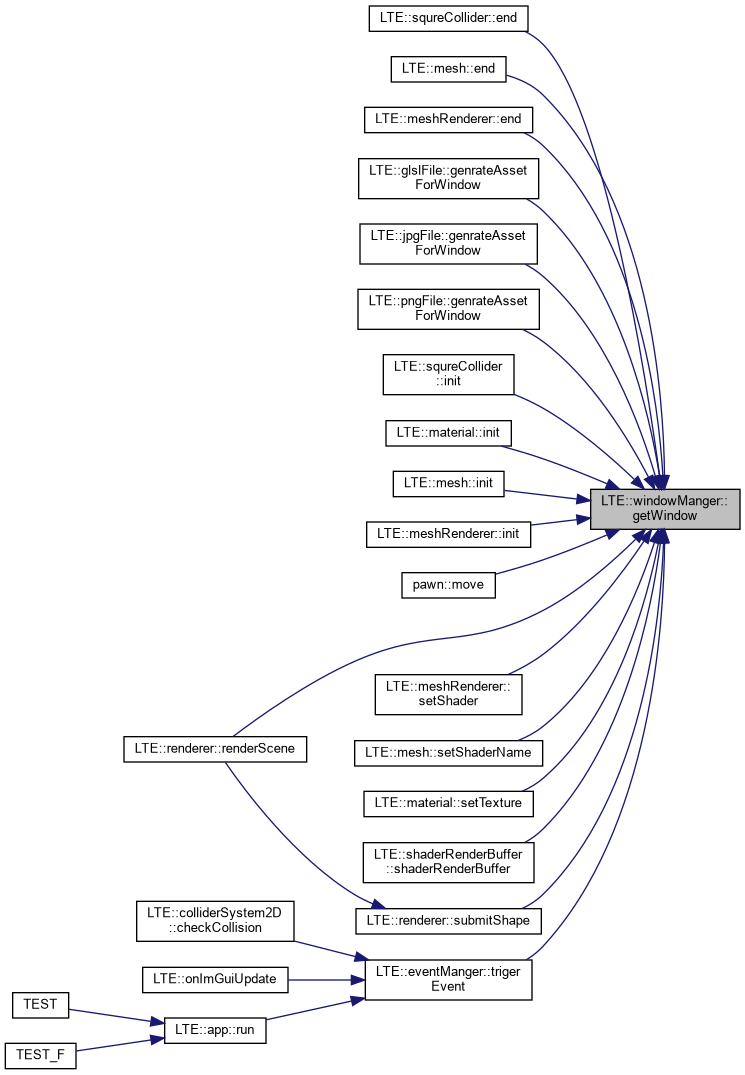 LTE::squreCollider::end
LTE::mesh::end
LTE::meshRenderer::end
LTE::glslFile::genrateAsset
ForWindow
LTE::jpgFile::genrateAsset
ForWindow
LTE::pngFile::genrateAsset
ForWindow
LTE::squreCollider
::init
LTE::material::init
LTE::mesh::init
LTE::windowManger::
getWindow
LTE::meshRenderer::init
pawn::move
LTE::meshRenderer::
setShader
LTE::renderer::renderScene
LTE::mesh::setShaderName
LTE::material::setTexture
LTE::shaderRenderBuffer
::shaderRenderBuffer
LTE::renderer::submitShape
LTE::colliderSystem2D
::checkCollision
LTE::eventManger::triger
Event
LTE::onImGuiUpdate
TEST
LTE::app::run
TEST_F